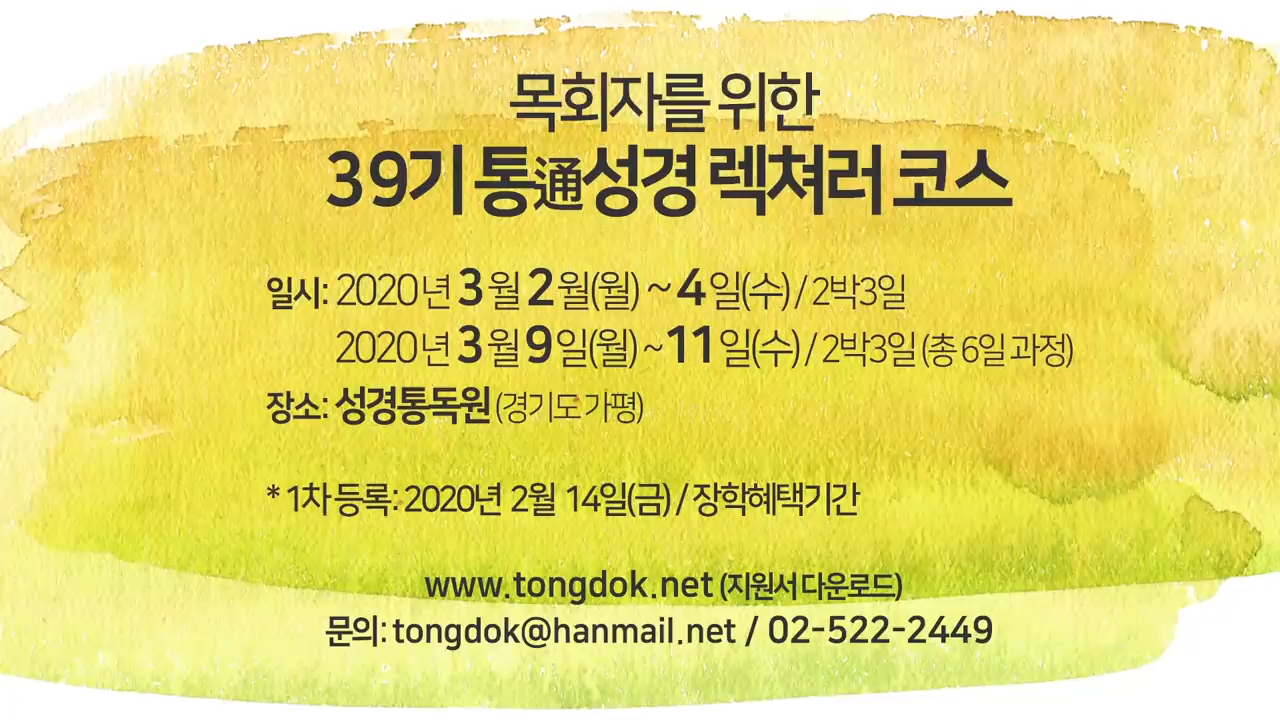 목회자를 위한
39기 통通성경 렉쳐러 코스
일시: 2020년 3월 2월(월) ~ 4일(수) / 2박3일
2020년 3월 9일(월) ~ 11일(수) / 2박3일 (총 6일 과정)
장소: 성경통독원 (경기도 가평)
* 1차 등록: 2020년 2월 14일(금) / 장학혜택기간
www.tongdok.net (지원서 다운로드)
문의: tongdok@hanmail.net / 02-522-2449